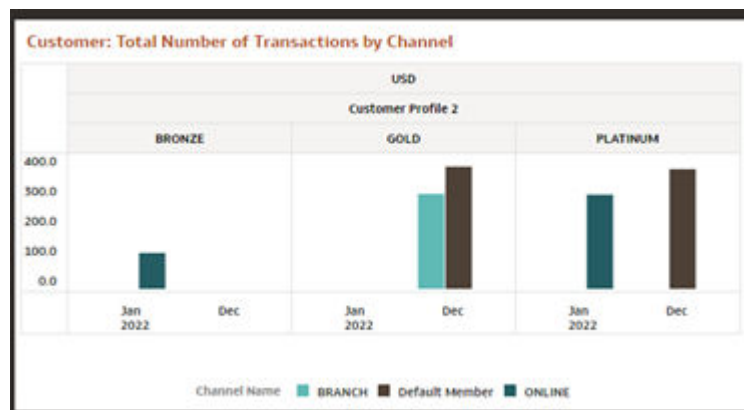 Customer: Total Number of Transactions by Channel
USD
Customer Profile 2
BRONZE GOLD PLATINUM
400.0
300.0
200.0
100.0
0.0
Jan Dec Jan Dec Jan Dec
2022 2022 2022
Channel Name BRANCH Default Member ONLINE